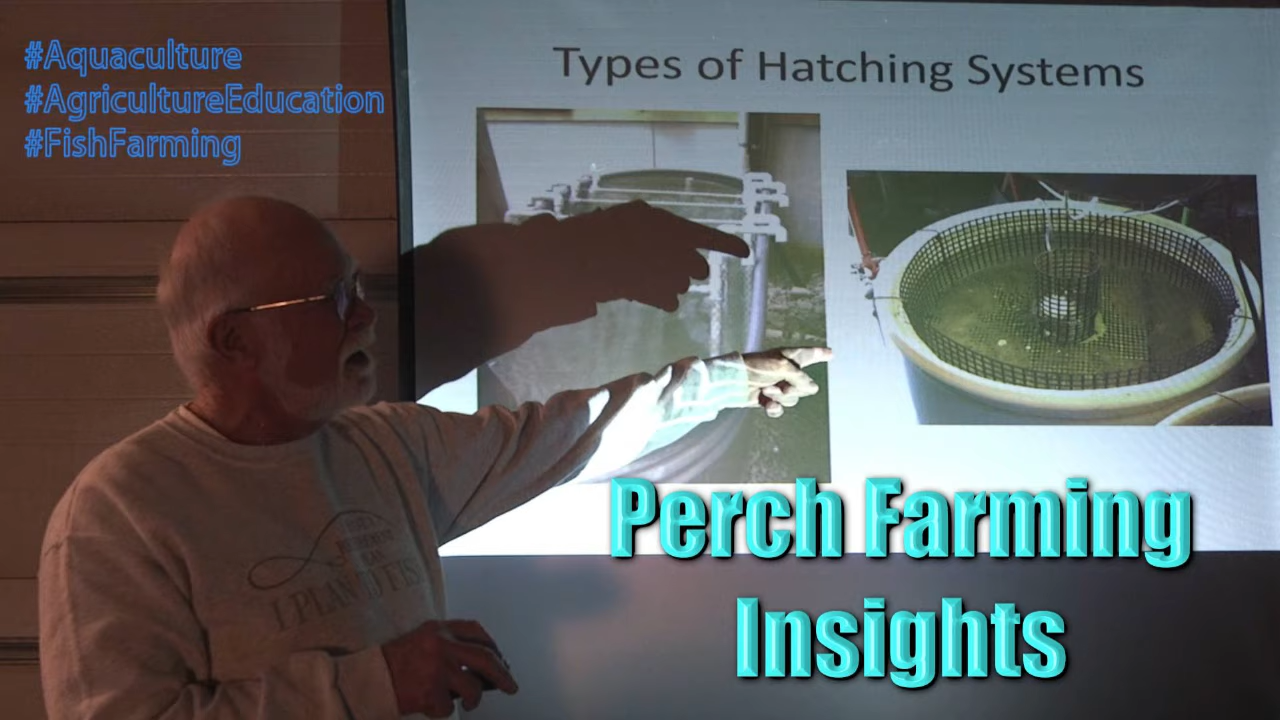 #Aquaculture
#AgricultureEducation
#FishFarming
Types of Hatching Systems
Perch Farming
Insights